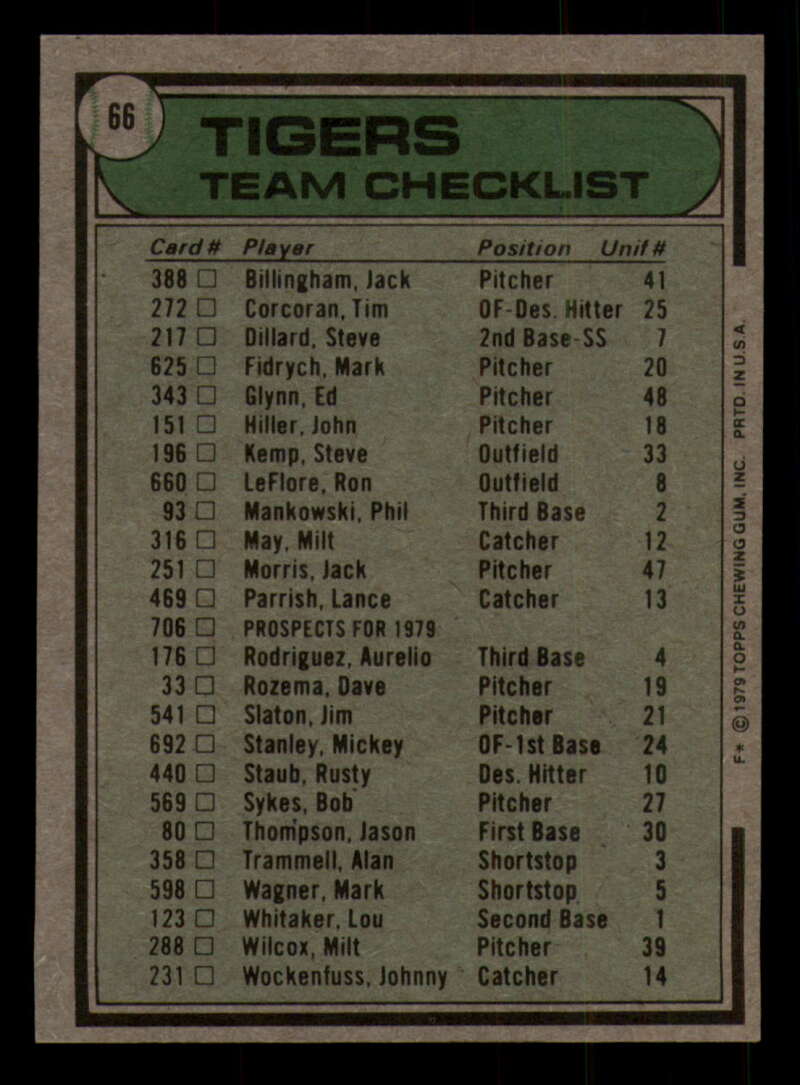 66
TIGERS
TEAM CHECKLIST
Card # Player Position Unif #
388 Billingham, Jack Pitcher 41
272 Corcoran, Tim OF-Des. Hitter 25
217 Dillard, Steve 2nd Base-SS 7
625 Fidrych, Mark Pitcher 20
343 Glynn, Ed Pitcher 48
151 Hiller, John Pitcher 18
196 Kemp, Steve Outfield 33
660 LeFlore, Ron Outfield 8
93 Mankowski, Phil Third Base 2
316 May, Milt Catcher 12
251 Morris, Jack Pitcher 47
469 Parrish, Lance Catcher 13
706 PROSPECTS FOR 1979
176 Rodriguez, Aurelio Third Base 4
33 Rozema, Dave Pitcher 19
541 Slaton, Jim Pitcher 21
692 Stanley, Mickey OF-1st Base 24
440 Staub, Rusty Des. Hitter 10
569 Sykes, Bob Pitcher 27
80 Thompson, Jason First Base 30
358 Trammell, Alan Shortstop 3
598 Wagner, Mark Shortstop 5
123 Whitaker, Lou Second Base 1
288 Wilcox, Milt Pitcher 39
231 Wockenfuss, Johnny Catcher 14
F* © 1979 TOPPS CHEWING GUM, INC. PRTD. IN U.S.A.